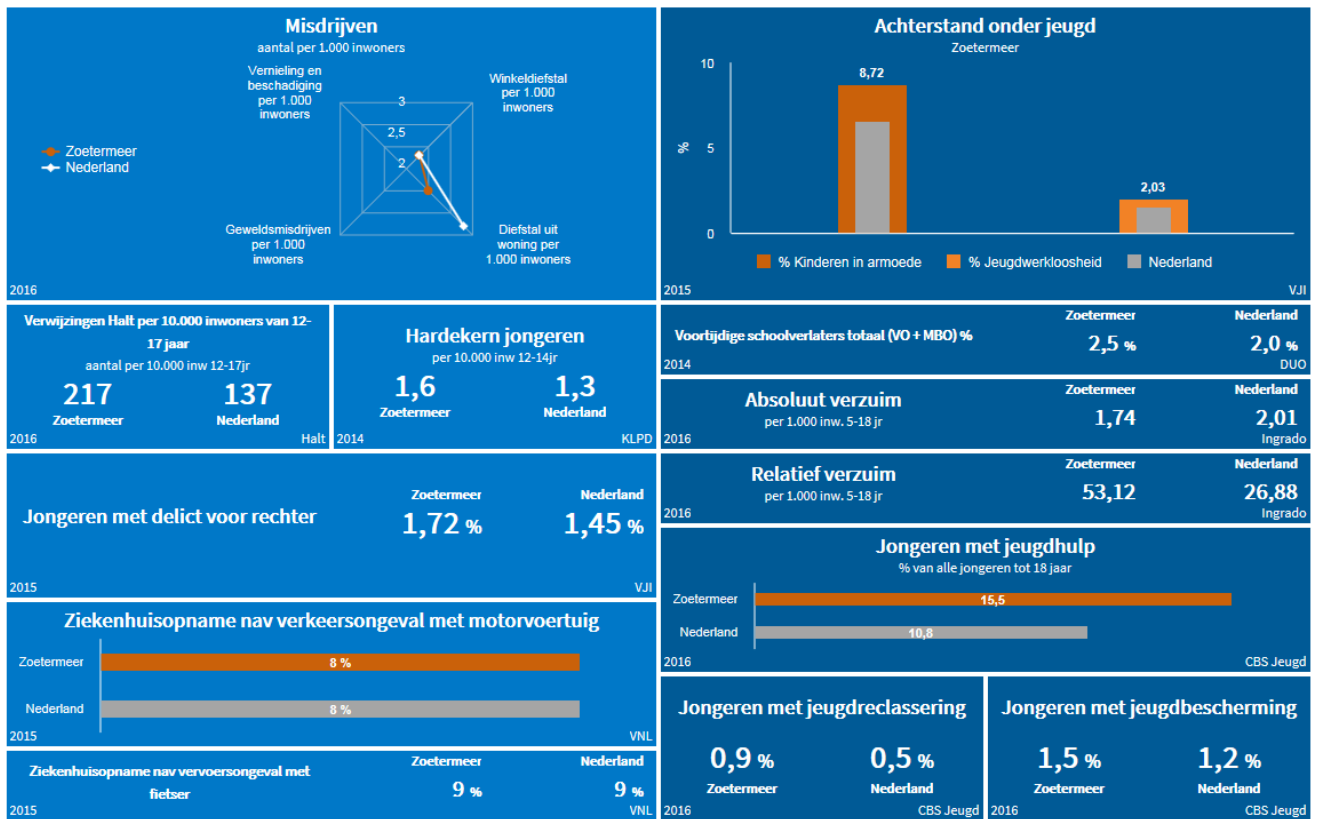 Misdrijven
aantal per 1.000 inwoners
Vernieling en
beschadiging
per 1.000
inwoners
Winkeldiefstal
per 1.000
inwoners
3
2,5
2
Zoetermeer
Nederland
Geweldsmisdrijven
per 1.000
inwoners
Diefstal uit
woning per
1.000 inwoners
2016
Achterstand onder jeugd
Zoetermeer
10
8,72
%
5
2,03
0
% Kinderen in armoede % Jeugdwerkloosheid Nederland
2015 VJI
Verwijzingen Halt per 10.000 inwoners van 12-
17 jaar
aantal per 10.000 inw 12-17jr
217 137
Zoetermeer Nederland
2016 Halt
Hardekern jongeren
per 10.000 inw 12-14jr
1,6 1,3
Zoetermeer Nederland
2014 KLPD
Voortijdige schoolverlaters totaal (VO + MBO) %
Zoetermeer Nederland
2,5 % 2,0 %
2014 DUO
Absoluut verzuim
per 1.000 inw. 5-18 jr
Zoetermeer Nederland
1,74 2,01
2016 Ingrado
Relatief verzuim
per 1.000 inw. 5-18 jr
Zoetermeer Nederland
53,12 26,88
2016 Ingrado
Jongeren met delict voor rechter
Zoetermeer Nederland
1,72 % 1,45 %
2015 VJI
Jongeren met jeugdhulp
% van alle jongeren tot 18 jaar
Zoetermeer 15,5
Nederland 10,8
2016 CBS Jeugd
Ziekenhuisopname nav verkeersongeval met motorvoertuig
Zoetermeer 8 %
Nederland 8 %
2015 VNL
Ziekenhuisopname nav vervoersongeval met
fietser
Zoetermeer Nederland
9 % 9 %
2015 VNL
Jongeren met jeugdreclassering
0,9 % 0,5 %
Zoetermeer Nederland
2016 CBS Jeugd
Jongeren met jeugdbescherming
1,5 % 1,2 %
Zoetermeer Nederland
2016 CBS Jeugd